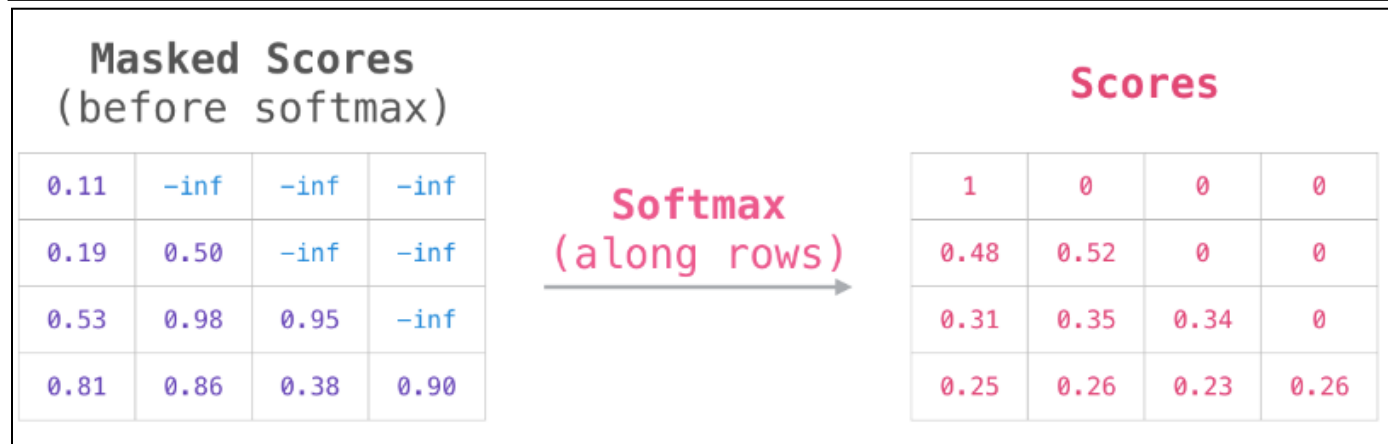 Masked Scores
(before softmax)
Scores
0.11 -inf -inf -inf
0.19 0.50 -inf -inf
0.53 0.98 0.95 -inf
0.81 0.86 0.38 0.90
Softmax
(along rows)
1 0 0 0
0.48 0.52 0 0
0.31 0.35 0.34 0
0.25 0.26 0.23 0.26